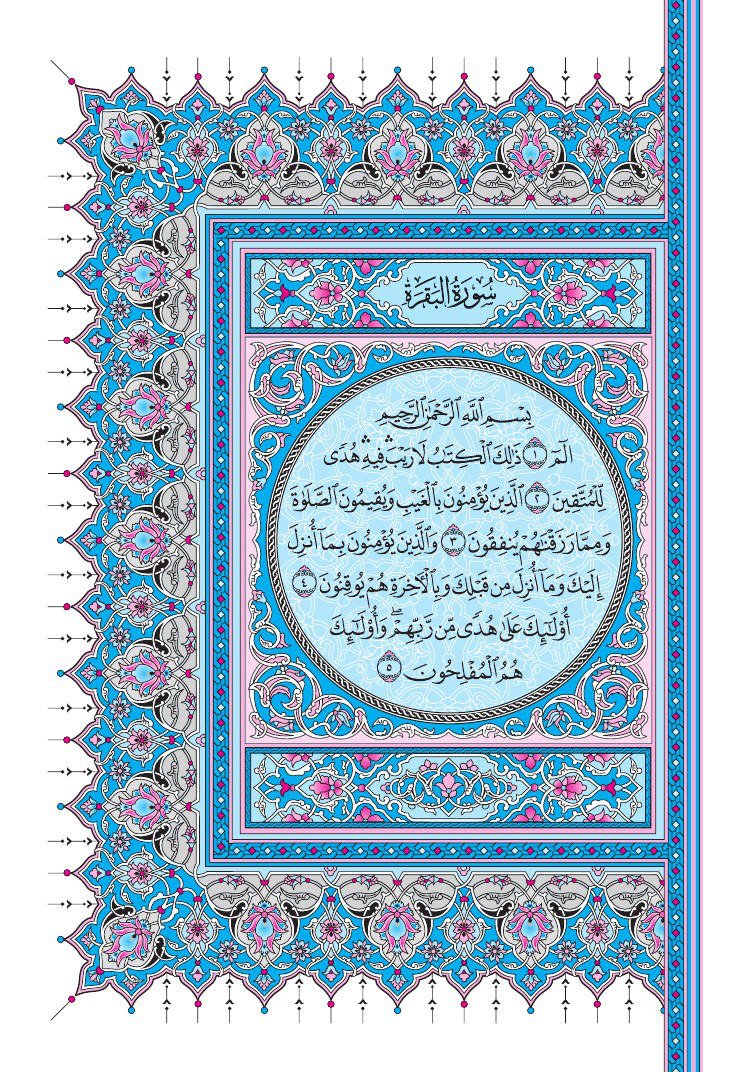 سُورَةُ البَقَرَةِ
بِسْمِ ٱللَّهِ ٱلرَّحْمَٰنِ ٱلرَّحِيمِ
الٓمٓ ١ ذَٰلِكَ ٱلْكِتَٰبُ لَا رَيْبَۛ فِيهِۛ هُدًى
لِّلْمُتَّقِينَ ٢ ٱلَّذِينَ يُؤْمِنُونَ بِٱلْغَيْبِ وَيُقِيمُونَ ٱلصَّلَوٰةَ
وَمِمَّا رَزَقْنَٰهُمْ يُنفِقُونَ ٣ وَٱلَّذِينَ يُؤْمِنُونَ بِمَآ أُنزِلَ
إِلَيْكَ وَمَآ أُنزِلَ مِن قَبْلِكَ وَبِٱلْءَاخِرَةِ هُمْ يُوقِنُونَ ٤
أُو۟لَٰٓئِكَ عَلَىٰ هُدًى مِّن رَّبِّهِمْۖ وَأُو۟لَٰٓئِكَ
هُمُ ٱلْمُفْلِحُونَ ٥